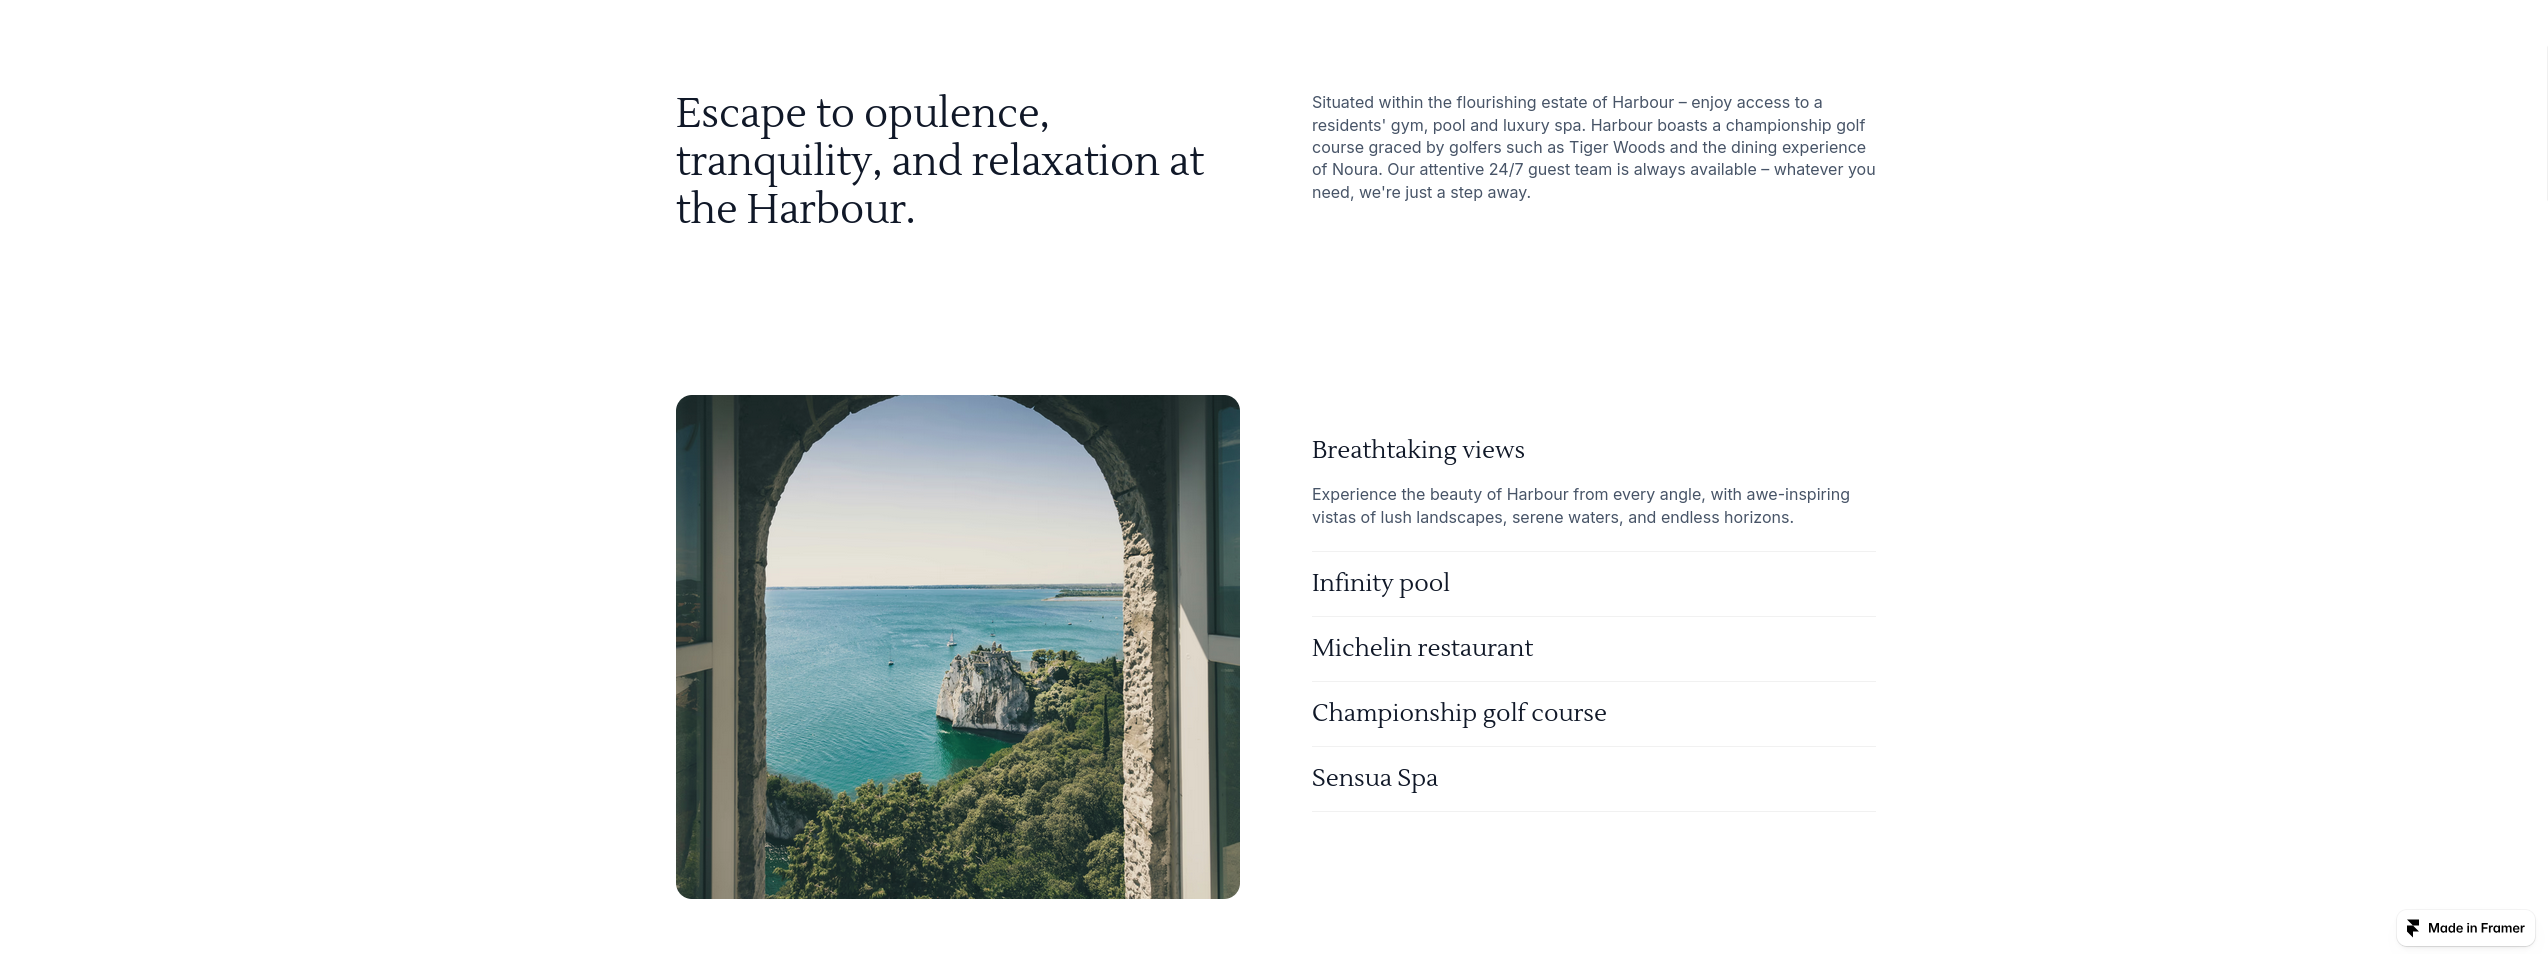 Escape to opulence,
tranquility, and relaxation at
the Harbour.
Situated within the flourishing estate of Harbour – enjoy access to a
residents' gym, pool and luxury spa. Harbour boasts a championship golf
course graced by golfers such as Tiger Woods and the dining experience
of Noura. Our attentive 24/7 guest team is always available – whatever you
need, we're just a step away.
Breathtaking views
Experience the beauty of Harbour from every angle, with awe-inspiring
vistas of lush landscapes, serene waters, and endless horizons.
Infinity pool
Michelin restaurant
Championship golf course
Sensua Spa
Made in Framer